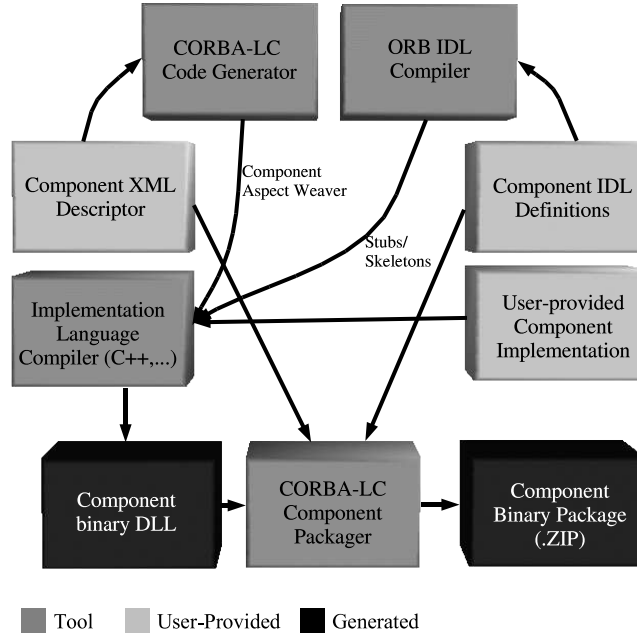 CORBA-LC
Code Generator
ORB IDL
Compiler
Component XML
Descriptor
Component
Aspect Weaver
Component IDL
Definitions
Stubs/
Skeletons
Implementation
Language
Compiler (C++,...)
User-provided
Component
Implementation
Component
binary DLL
CORBA-LC
Component
Packager
Component
Binary Package
(.ZIP)
Tool
User-Provided
Generated